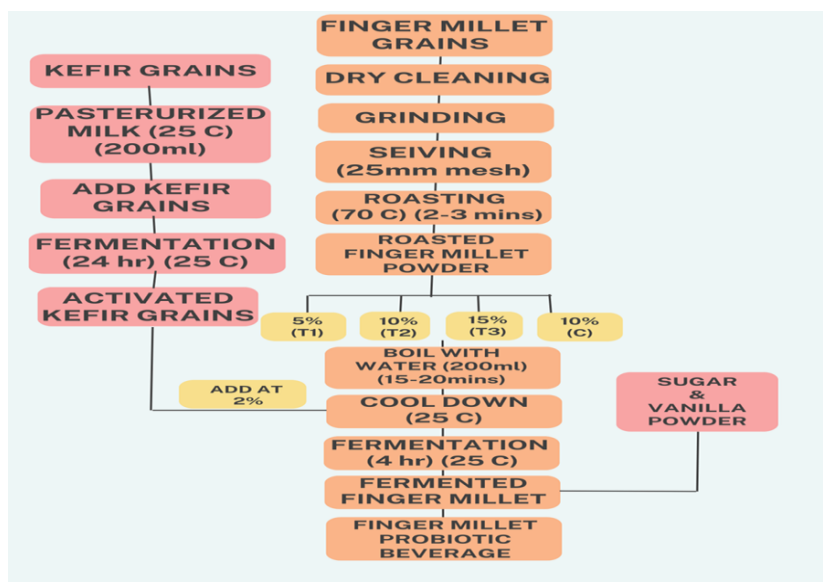 KEFIR GRAINS
PASTERURIZED
MILK (25 C)
(200ml)
ADD KEFIR
GRAINS
FERMENTATION
(24 hr) (25 C)
ACTIVATED
KEFIR GRAINS
ADD AT
2%
FINGER MILLET
GRAINS
DRY CLEANING
GRINDING
SEIVING
(25mm mesh)
ROASTING
(70 C) (2-3 mins)
ROASTED
FINGER MILLET
POWDER
5%
(T1)
10%
(T2)
15%
(T3)
10%
(C)
BOIL WITH
WATER (200ml)
(15-20mins)
COOL DOWN
(25 C)
FERMENTATION
(4 hr) (25 C)
FERMENTED
FINGER MILLET
FINGER MILLET
PROBIOTIC
BEVERAGE
SUGAR
&
VANILLA
POWDER